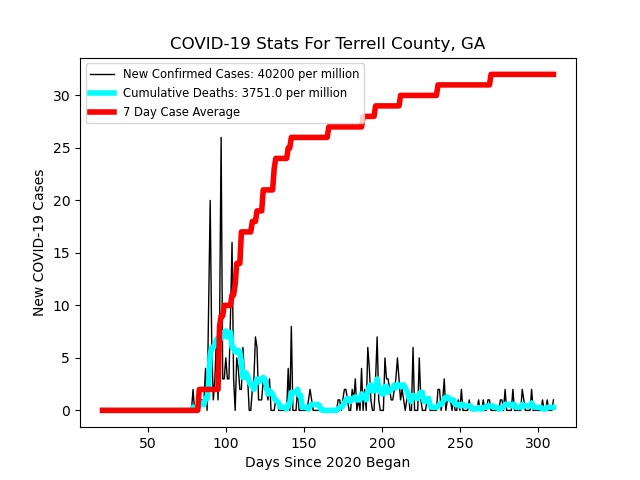 COVID-19 Stats For Terrell County, GA
New Confirmed Cases: 40200 per million
Cumulative Deaths: 3751.0 per million
7 Day Case Average
New COVID-19 Cases
30
25
20
15
10
5
0
50 100 150 200 250 300
Days Since 2020 Began